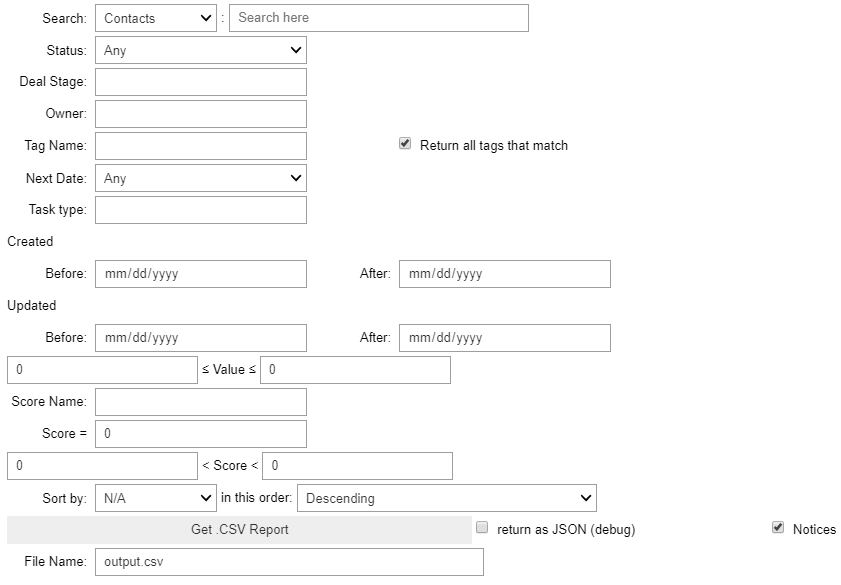 Search: Contacts : Search here
Status: Any
Deal Stage:
Owner:
Tag Name: Return all tags that match
Next Date: Any
Task type:
Created
Before: mm/dd/yyyy After: mm/dd/yyyy
Updated
Before: mm/dd/yyyy After: mm/dd/yyyy
0 ≤ Value ≤ 0
Score Name:
Score = 0
0 < Score < 0
Sort by: N/A in this order: Descending
Get .CSV Report return as JSON (debug) Notices
File Name: output.csv